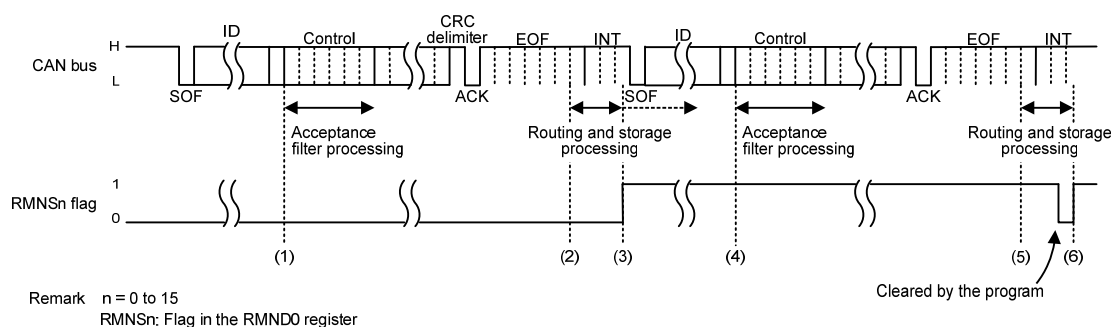 ID Control CRC delimiter EOF INT ID Control EOF INT
H
CAN bus
L
SOF ACK SOF ACK
Acceptance filter processing
Routing and storage processing
Acceptance filter processing
Routing and storage processing
1
RMNSn flag
0
(1) (2) (3) (4) (5) (6)
Cleared by the program
Remark n = 0 to 15
RMNSn: Flag in the RMND0 register